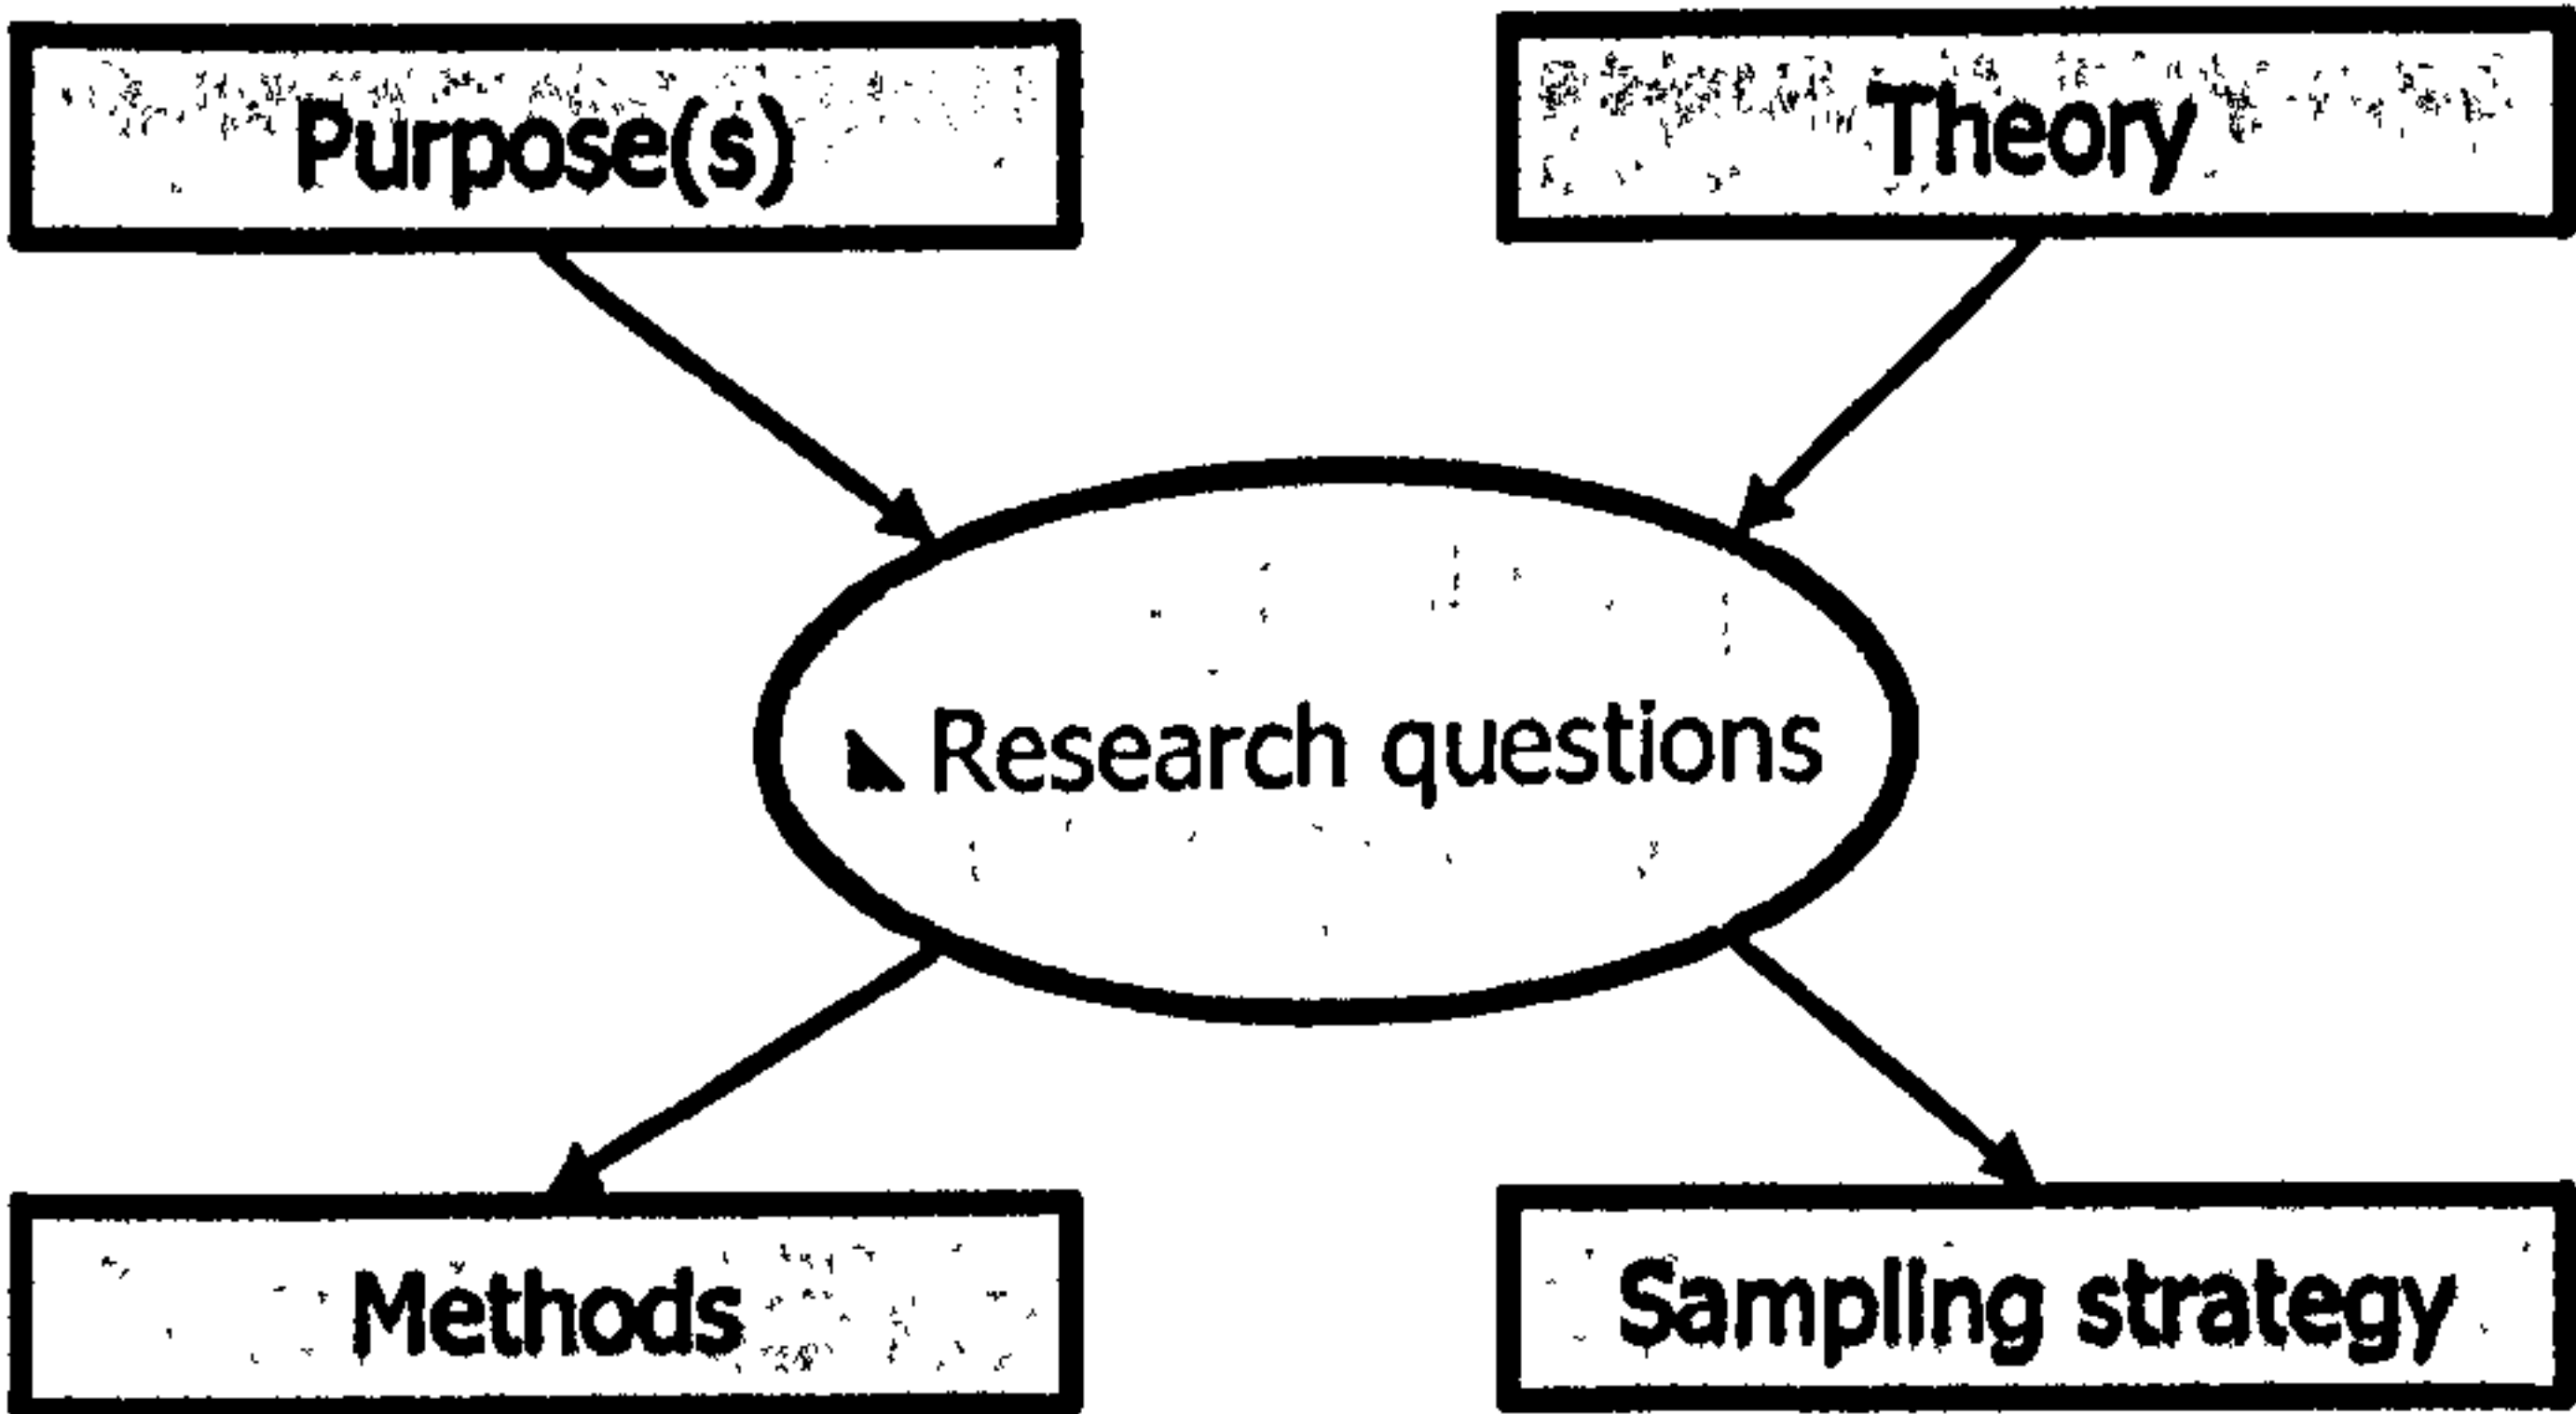 Purpose(s)
Theory
Research questions
Methods
Sampling strategy